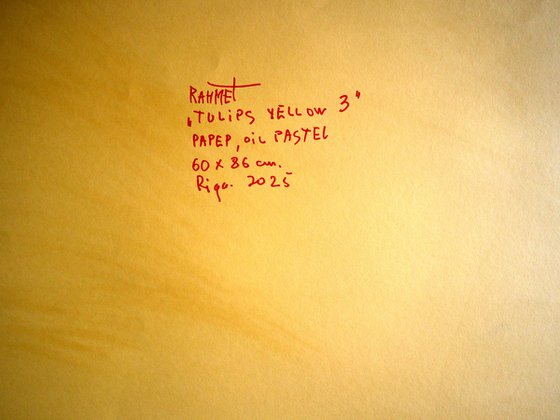 RAHMET
„TULIPS YELLOW 3"
PAPEP, OIL PASTEL
60 x 86 cm.
Riga. 2025